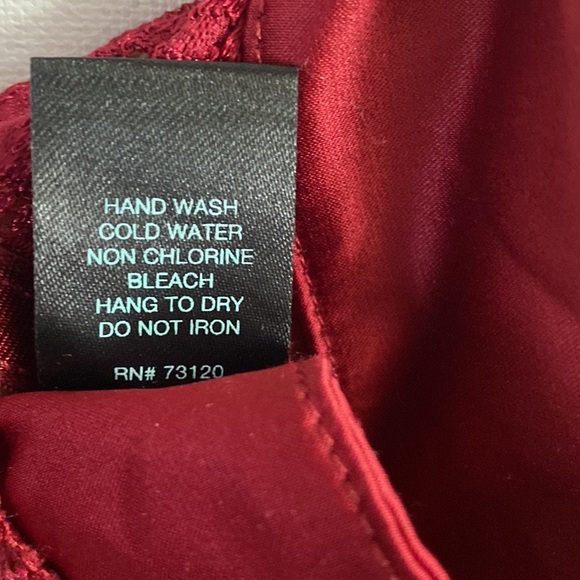 HAND WASH
COLD WATER
NON CHLORINE
BLEACH
HANG TO DRY
DO NOT IRON
RN# 73120